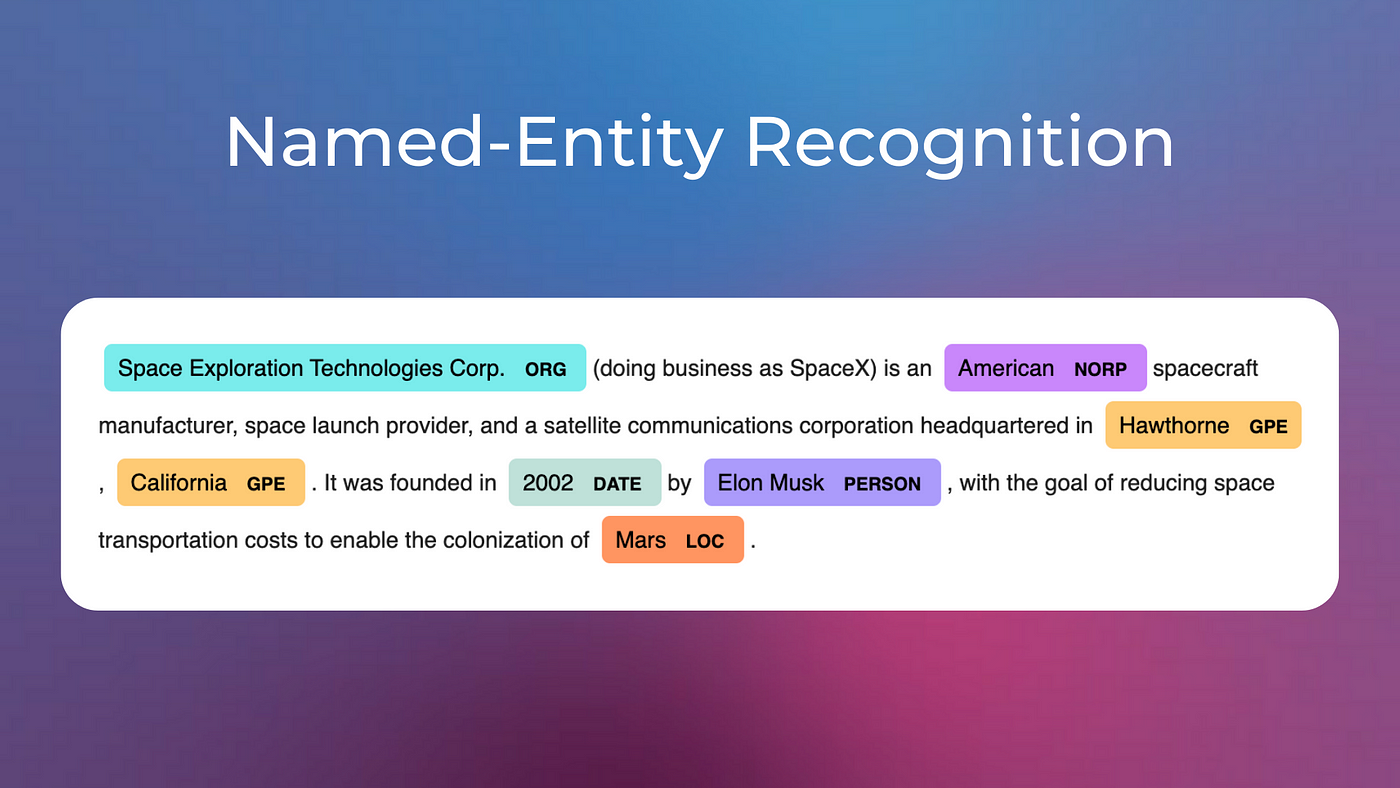 Named-Entity Recognition
Space Exploration Technologies Corp. ORG (doing business as SpaceX) is an American NORP spacecraft
manufacturer, space launch provider, and a satellite communications corporation headquartered in Hawthorne GPE
, California GPE . It was founded in 2002 DATE by Elon Musk PERSON , with the goal of reducing space
transportation costs to enable the colonization of Mars LOC .